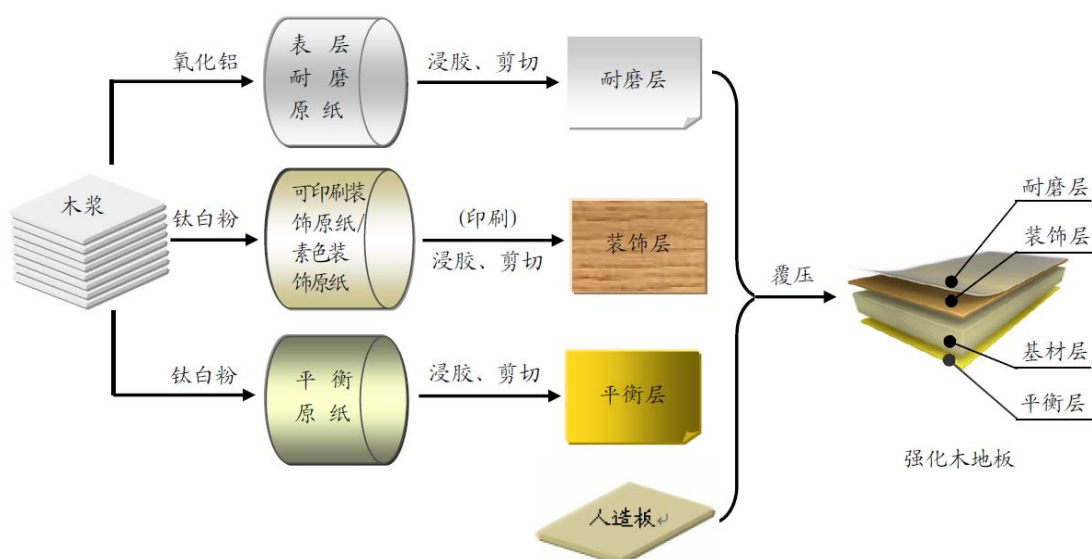 氧化铝
表层
耐磨
原纸
浸胶、剪切
耐磨层
木浆
钛白粉
可印刷装
饰原纸/
素色装
饰原纸
(印刷)
浸胶、剪切
装饰层
钛白粉
平衡
原纸
浸胶、剪切
平衡层
人造板↵
覆压
耐磨层
装饰层
基材层
平衡层
强化木地板